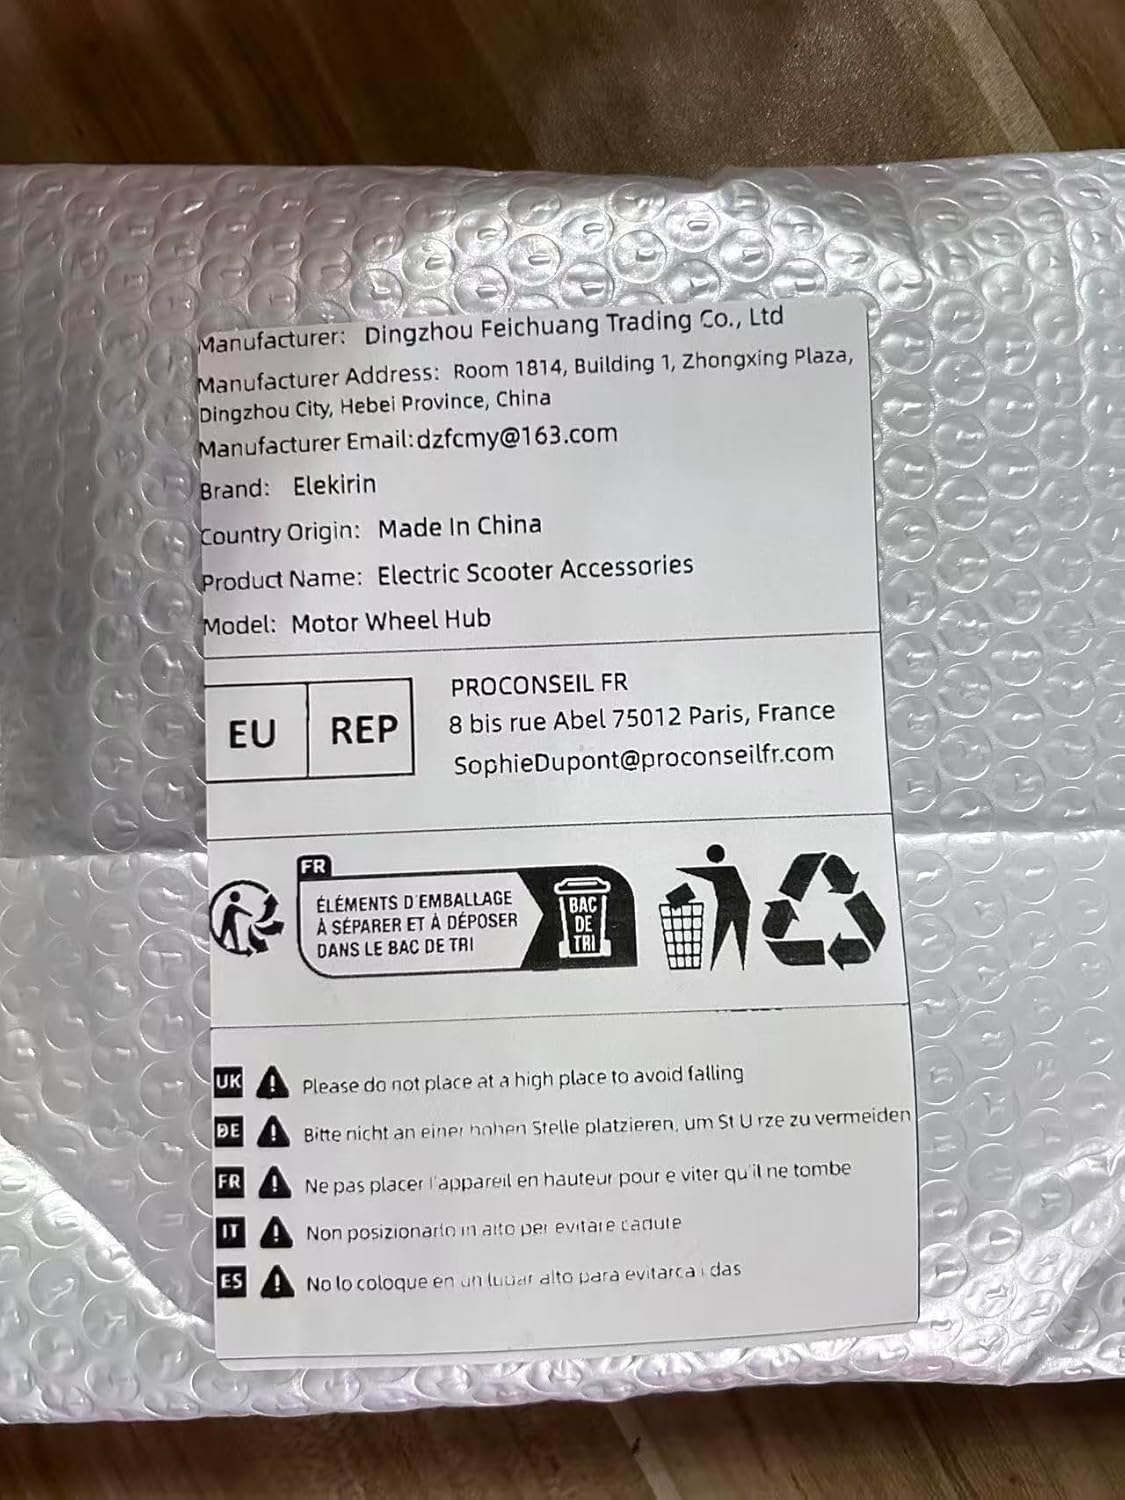 Manufacturer: Dingzhou Feichuang Trading Co., Ltd
Manufacturer Address: Room 1814, Building 1, Zhongxing Plaza,
Dingzhou City, Hebei Province, China
Manufacturer Email:dzfcmy@163.com
Brand: Elekirin
Country Origin: Made In China
Product Name: Electric Scooter Accessories
Model: Motor Wheel Hub
EU REP
PROCONSEIL FR
8 bis rue Abel 75012 Paris, France
SophieDupont@proconseilfr.com
FR
ÉLÉMENTS D'EMBALLAGE
À SÉPARER ET À DÉPOSER
DANS LE BAC DE TRI
BAC
DE
TRI
UK Please do not place at a high place to avoid falling
DE Bitte nicht an einer hohen Stelle platzieren, um St U rze zu vermeiden
FR Ne pas placer l'appareil en hauteur pour e viter qu'il ne tombe
IT Non posizionarlo in alto per evitare cadute
ES No lo coloque en un lugar alto para evitarca i das